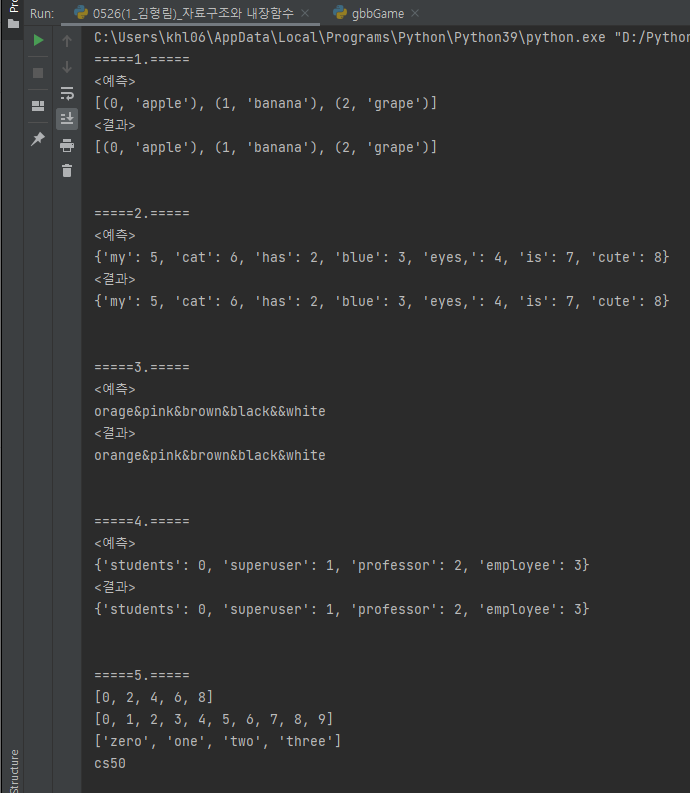 Run:
0526(1_김형림)_자료구조와 내장함수
gbbGame
C:\Users\khl06\AppData\Local\Programs\Python\Python39\python.exe "D:/Python
=====1.=====
<예측>
[(0, 'apple'), (1, 'banana'), (2, 'grape')]
<결과>
[(0, 'apple'), (1, 'banana'), (2, 'grape')]
=====2.=====
<예측>
{'my': 5, 'cat': 6, 'has': 2, 'blue': 3, 'eyes,': 4, 'is': 7, 'cute': 8}
<결과>
{'my': 5, 'cat': 6, 'has': 2, 'blue': 3, 'eyes,': 4, 'is': 7, 'cute': 8}
=====3.=====
<예측>
orage&pink&brown&black&&white
<결과>
orange&pink&brown&black&white
=====4.=====
<예측>
{'students': 0, 'superuser': 1, 'professor': 2, 'employee': 3}
<결과>
{'students': 0, 'superuser': 1, 'professor': 2, 'employee': 3}
=====5.=====
[0, 2, 4, 6, 8]
[0, 1, 2, 3, 4, 5, 6, 7, 8, 9]
['zero', 'one', 'two', 'three']
cs50
Structure